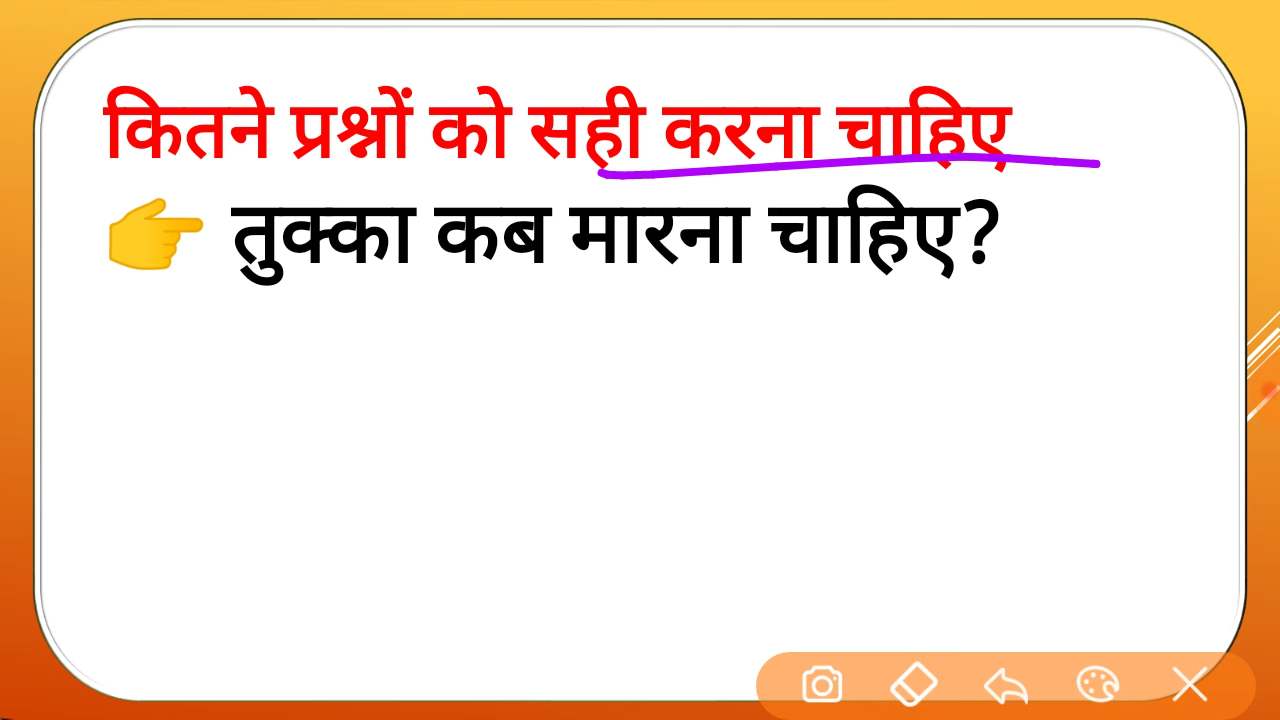 कितने प्रश्नों को सही करना चाहिए
👉 तुक्का कब मारना चाहिए?